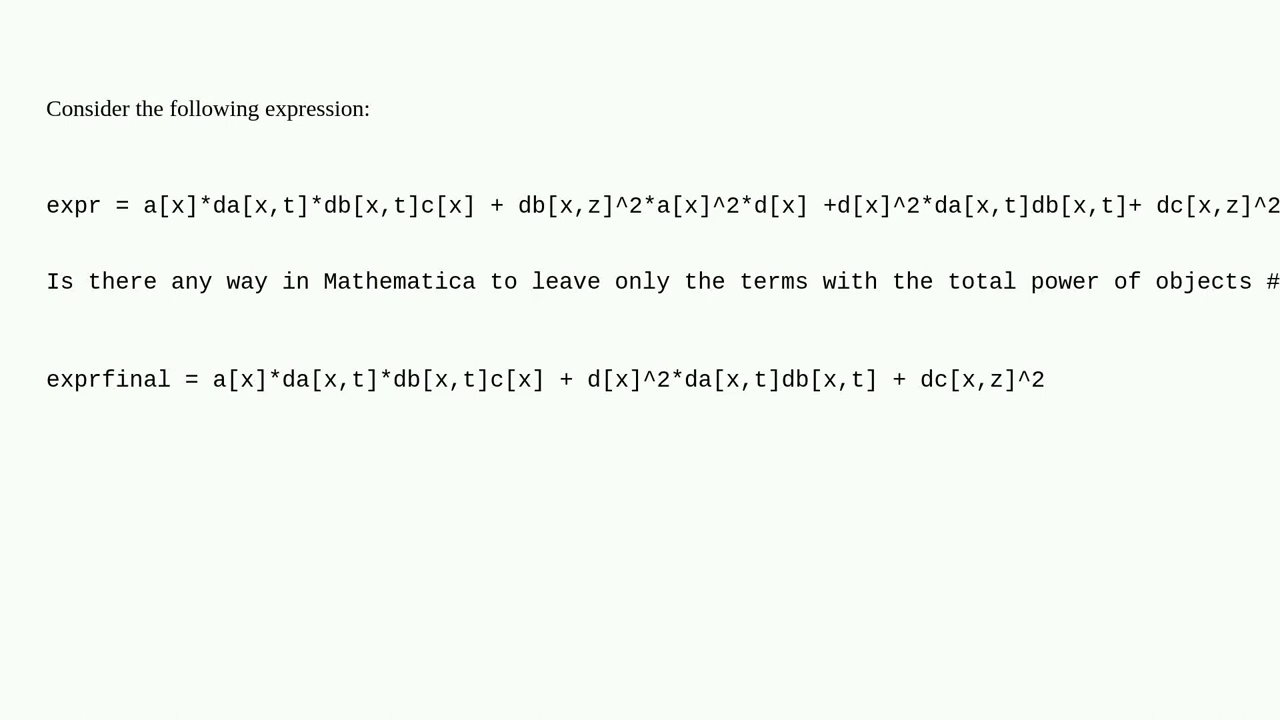 Consider the following expression:
expr = a[x]*da[x,t]*db[x,t]c[x] + db[x,z]^2*a[x]^2*d[x] +d[x]^2*da[x,t]db[x,t]+ dc[x,z]^2
Is there any way in Mathematica to leave only the terms with the total power of objects #
exprfinal = a[x]*da[x,t]*db[x,t]c[x] + d[x]^2*da[x,t]db[x,t] + dc[x,z]^2